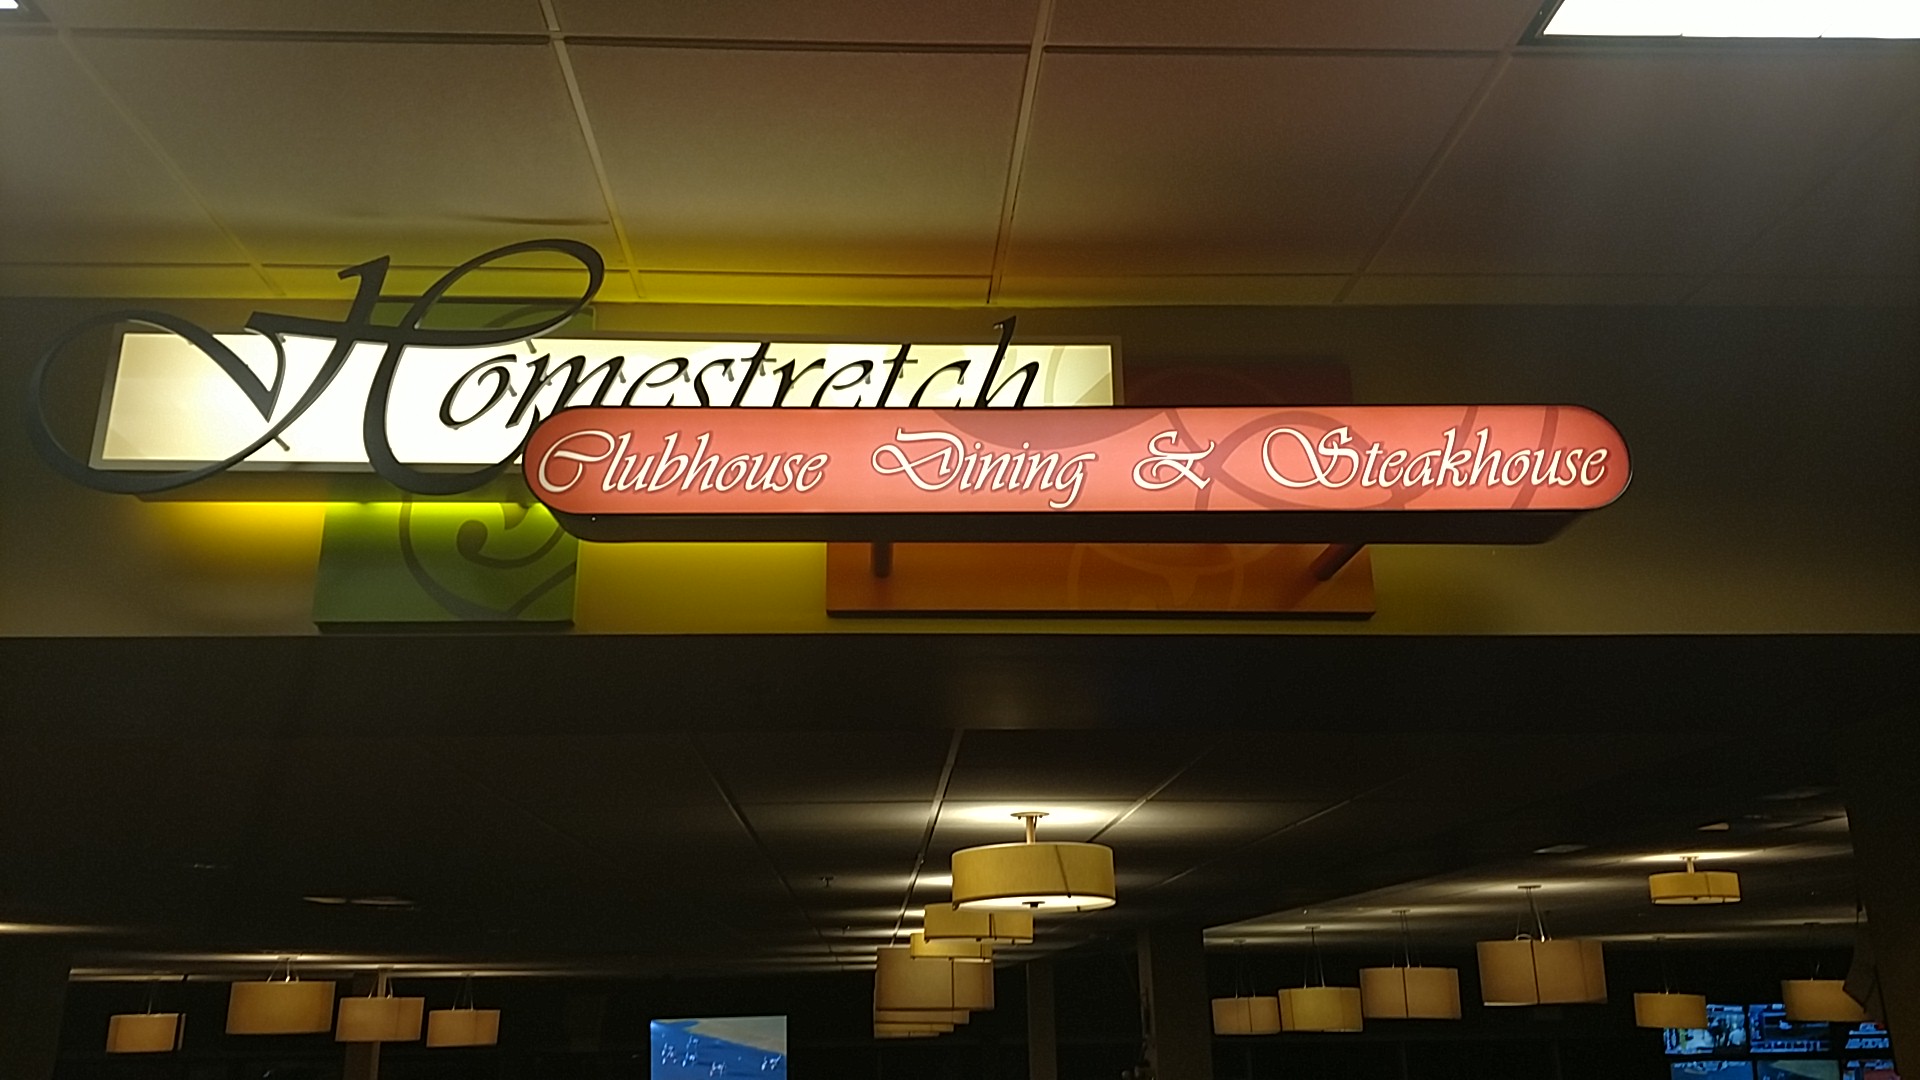 Homestretch
Clubhouse Dining & Steakhouse